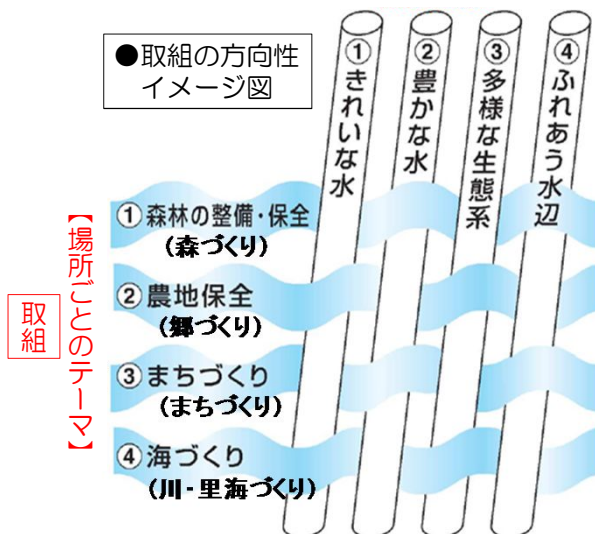 ●取組の方向性
イメージ図
①きれいな水
②豊かな水
③多様な生態系
④ふれあう水辺
取組
【場所ごとのテーマ】
①森林の整備・保全
(森づくり)
②農地保全
(郷づくり)
③まちづくり
(まちづくり)
④海づくり
(川・里海づくり)